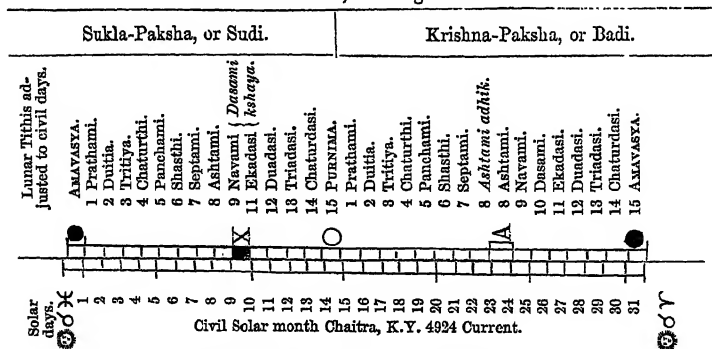 Sukla-Paksha, or Sudi.
Krishna-Paksha, or Badi.
Lunar Tithis ad-
justed to civil days.
AMAVASYA.
1 Prathami.
2 Duitia.
3 Tritiya.
4 Chaturthi.
5 Panchami.
6 Shasthi.
7 Septami.
8 Ashtami.
9 Navami { Dasami
11 Ekadasi { kshaya.
12 Duadasi.
13 Triadasi.
14 Chaturdasi.
15 PURNIMA.
1 Prathami.
2 Duitia.
3 Tritiya.
4 Chaturthi.
5 Panchami.
6 Shasthi.
7 Septami.
8 Ashtami adhik.
8 Ashtami.
9 Navami.
10 Dasami.
11 Ekadasi.
12 Duadasi.
13 Triadasi.
14 Chaturdasi.
15 AMAVASYA.
X
A
Solar
days.
☌ ♓
1 2 3 4 5 6 7 8 9 10 11 12 13 14 15 16 17 18 19 20 21 22 23 24 25 26 27 28 29 30 31
☌ ♈
Civil Solar month Chaitra, K.Y. 4924 Current.